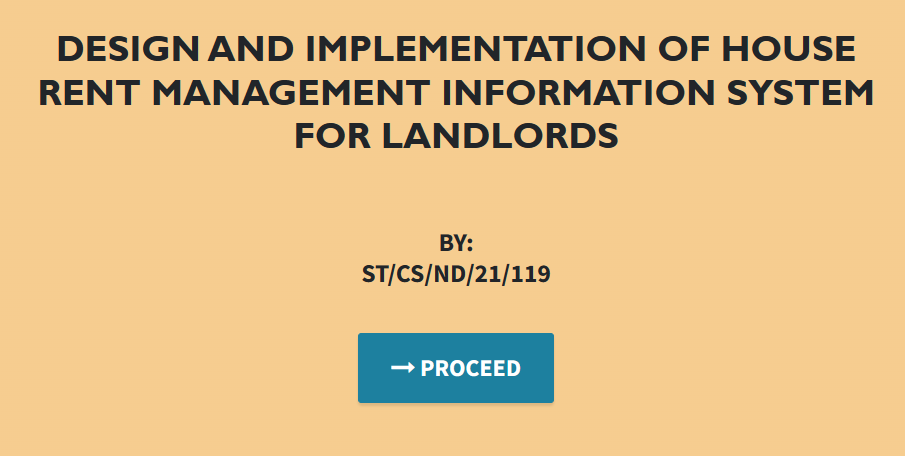 DESIGN AND IMPLEMENTATION OF HOUSE
RENT MANAGEMENT INFORMATION SYSTEM
FOR LANDLORDS
BY:
ST/CS/ND/21/119
PROCEED